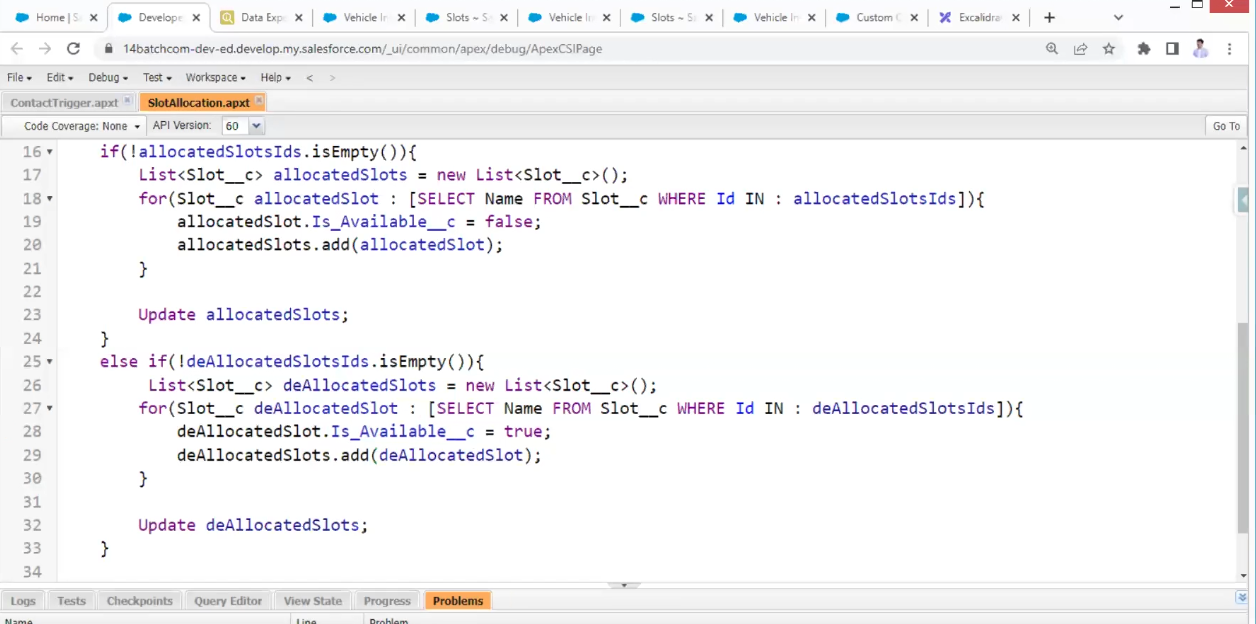 Home | S
Develope
Data Exp
Vehicle In
Slots ~ S
Vehicle In
Slots ~ S
Vehicle In
Custom C
Excalidra
14batchcom-dev-ed.develop.my.salesforce.com/_ui/common/apex/debug/ApexCSIPage
File Edit Debug Test Workspace Help < >
ContactTrigger.apxt SlotAllocation.apxt
Code Coverage: None API Version: 60 Go To
16 if(!allocatedSlotsIds.isEmpty()){
17 List<Slot__c> allocatedSlots = new List<Slot__c>();
18 for(Slot__c allocatedSlot : [SELECT Name FROM Slot__c WHERE Id IN : allocatedSlotsIds]){
19 allocatedSlot.Is_Available__c = false;
20 allocatedSlots.add(allocatedSlot);
21 }
22
23 Update allocatedSlots;
24 }
25 else if(!deAllocatedSlotsIds.isEmpty()){
26 List<Slot__c> deAllocatedSlots = new List<Slot__c>();
27 for(Slot__c deAllocatedSlot : [SELECT Name FROM Slot__c WHERE Id IN : deAllocatedSlotsIds]){
28 deAllocatedSlot.Is_Available__c = true;
29 deAllocatedSlots.add(deAllocatedSlot);
30 }
31
32 Update deAllocatedSlots;
33 }
34
Logs Tests Checkpoints Query Editor View State Progress Problems
Name Line Problem